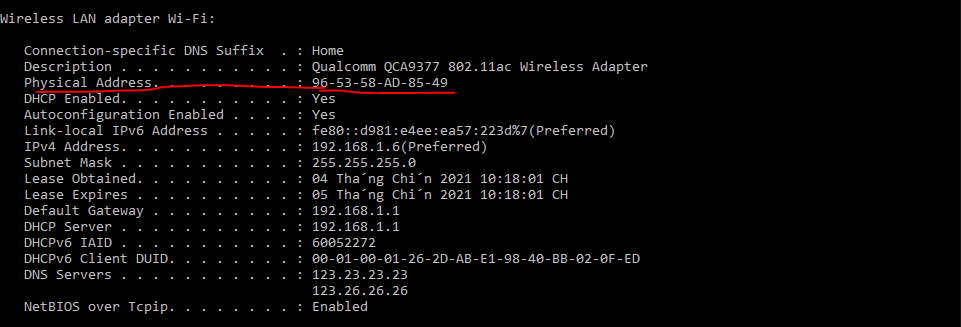 Wireless LAN adapter Wi-Fi:
Connection-specific DNS Suffix  . : Home
Description . . . . . . . . . . . : Qualcomm QCA9377 802.11ac Wireless Adapter
Physical Address. . . . . . . . . : 96-53-58-AD-85-49
DHCP Enabled. . . . . . . . . . . : Yes
Autoconfiguration Enabled . . . . : Yes
Link-local IPv6 Address . . . . . : fe80::d981:e4ee:ea57:223d%7(Preferred)
IPv4 Address. . . . . . . . . . . : 192.168.1.6(Preferred)
Subnet Mask . . . . . . . . . . . : 255.255.255.0
Lease Obtained. . . . . . . . . . : 04 Tha´ng Chi´n 2021 10:18:01 CH
Lease Expires . . . . . . . . . . : 05 Tha´ng Chi´n 2021 10:18:01 CH
Default Gateway . . . . . . . . . : 192.168.1.1
DHCP Server . . . . . . . . . . . : 192.168.1.1
DHCPv6 IAID . . . . . . . . . . . : 60052272
DHCPv6 Client DUID. . . . . . . . : 00-01-00-01-26-2D-AB-E1-98-40-BB-02-0F-ED
DNS Servers . . . . . . . . . . . : 123.23.23.23
123.26.26.26
NetBIOS over Tcpip. . . . . . . . : Enabled